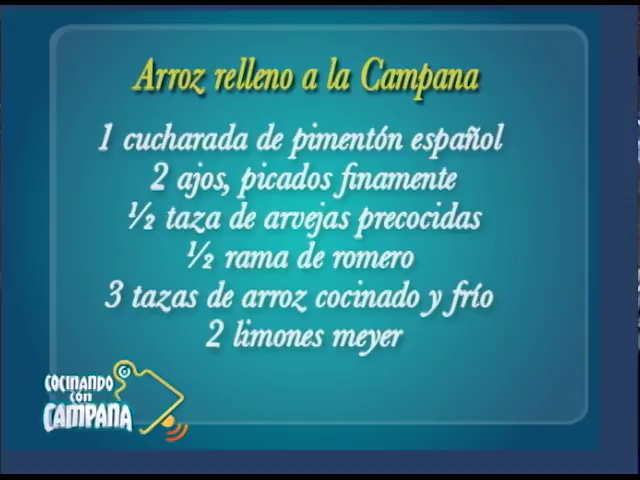 Arroz relleno a la Campana
1 cucharada de pimentón español
2 ajos, picados finamente
½ taza de arvejas precocidas
½ rama de romero
3 tazas de arroz cocinado y frío
2 limones meyer
COCINANDO
CON
CAMPANA